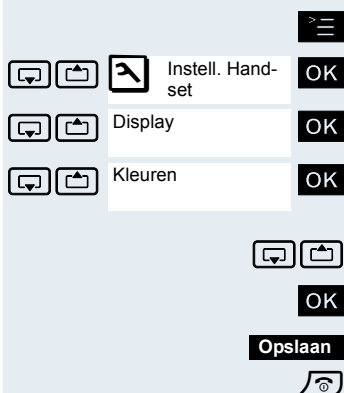 Instell. Hand-
set
OK
Display
OK
Kleuren
OK
OK
Opslaan